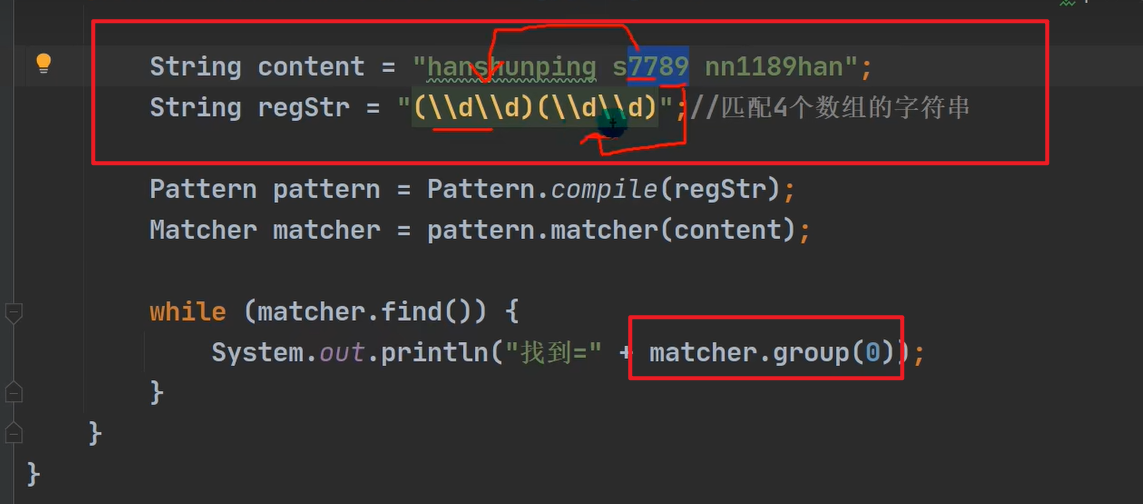 String content = "hanshunping s7789 nn1189han";
String regStr = "(\\d\\d)(\\d\\d)";//匹配4个数组的字符串
Pattern pattern = Pattern.compile(regStr);
Matcher matcher = pattern.matcher(content);
while (matcher.find()) {
System.out.println("找到=" + matcher.group(0));
}
}
}